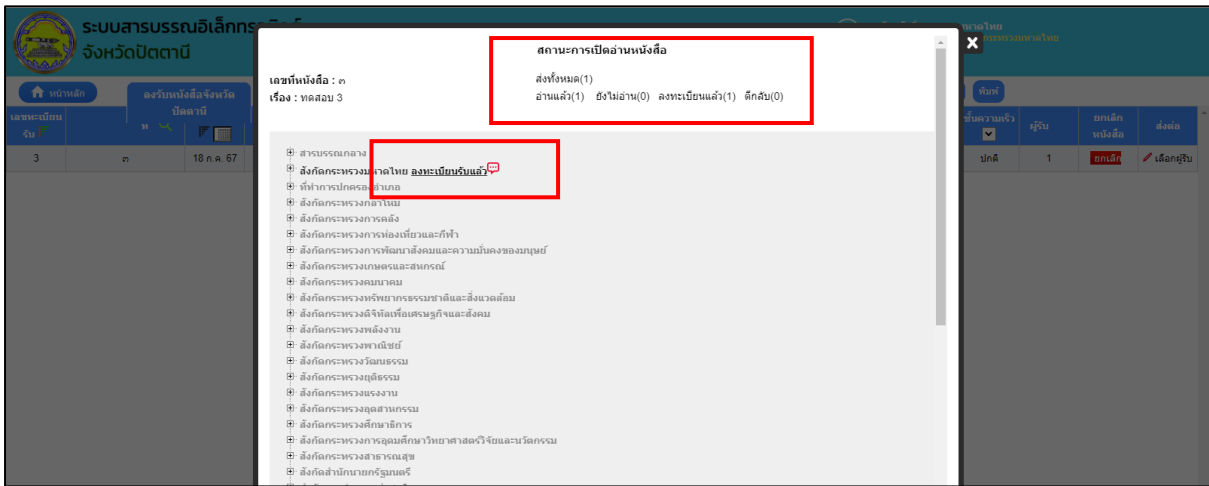 ระบบสารบรรณอิเล็กทร
จังหวัดปัตตานี
หน้าหลัก
ลงรับหนังสือจังหวัด
ปัตตานี
พิมพ์
เลขทะเบียน
รับ
ท
ชั้นความเร็ว
ผู้รับ
ยกเลิก
หนังสือ
ส่งต่อ
3 ๓ 18 ก.ค. 67 ปกติ 1 ยกเลิก เลือกผู้รับ
สถานะการเปิดอ่านหนังสือ
เลขที่หนังสือ : ๓
เรื่อง : ทดสอบ 3
ส่งทั้งหมด(1)
อ่านแล้ว(1) ยังไม่อ่าน(0) ลงทะเบียนแล้ว(1) ตีกลับ(0)
สารบรรณกลาง
สังกัดกระทรวงมหาดไทย ลงทะเบียนรับแล้ว
ที่ทำการปกครองอำเภอ
สังกัดกระทรวงกลาโหม
สังกัดกระทรวงการคลัง
สังกัดกระทรวงการท่องเที่ยวและกีฬา
สังกัดกระทรวงการพัฒนาสังคมและความมั่นคงของมนุษย์
สังกัดกระทรวงเกษตรและสหกรณ์
สังกัดกระทรวงคมนาคม
สังกัดกระทรวงทรัพยากรธรรมชาติและสิ่งแวดล้อม
สังกัดกระทรวงดิจิทัลเพื่อเศรษฐกิจและสังคม
สังกัดกระทรวงพลังงาน
สังกัดกระทรวงพาณิชย์
สังกัดกระทรวงวัฒนธรรม
สังกัดกระทรวงยุติธรรม
สังกัดกระทรวงแรงงาน
สังกัดกระทรวงอุตสาหกรรม
สังกัดกระทรวงศึกษาธิการ
สังกัดกระทรวงการอุดมศึกษาวิทยาศาสตร์วิจัยและนวัตกรรม
สังกัดกระทรวงสาธารณสุข
สังกัดสำนักนายกรัฐมนตรี